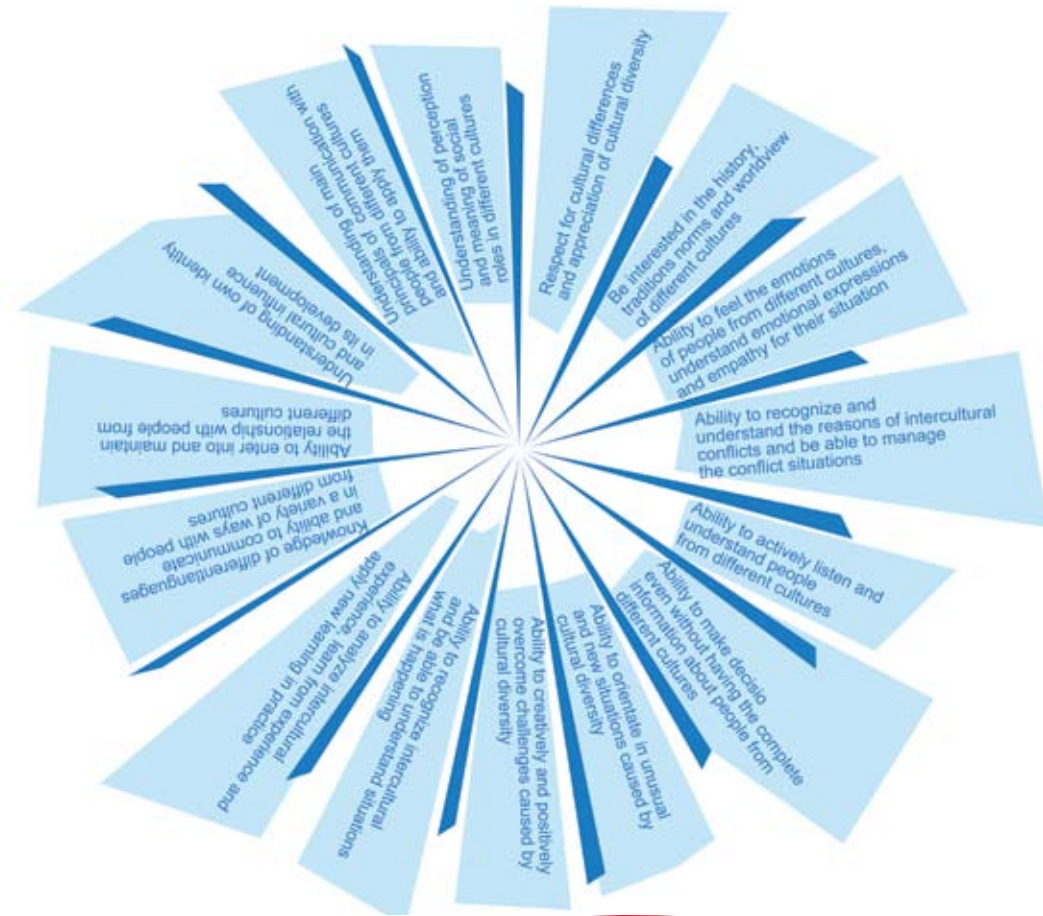 Respect for cultural differences
and appreciation of cultural diversity
Be interested in the history,
traditions norms and worldview
of different cultures
Ability to feel the emotions
of people from different cultures,
understand emotional expressions
and empathy for their situation
Ability to recognize and
understand the reasons of intercultural
conflicts and be able to manage
the conflict situations
Ability to actively listen and
understand people
from different cultures
Ability to make decisio
even without having the complete
information about people from
different cultures
Ability to orientate in unusual
and new situations caused by
cultural diversity
Ability to creatively and positively
overcome challenges caused by
cultural diversity
Ability to recognize intercultural
and be able to understand situations
what is happening
Ability to analyze intercultural
experience, learn from experience and
apply new learning in practice
Knowledge of differentlanguages
and ability to communicate
in a variety of ways with people
from different cultures
Ability to enter into and maintain
the relationship with people from
different cultures
Understanding of own identity
and cultural influence
in its development
Understanding of main
principals of communication with
people from different cultures
and ability to apply them
Understanding of perception
and meaning of social
roles in different cultures